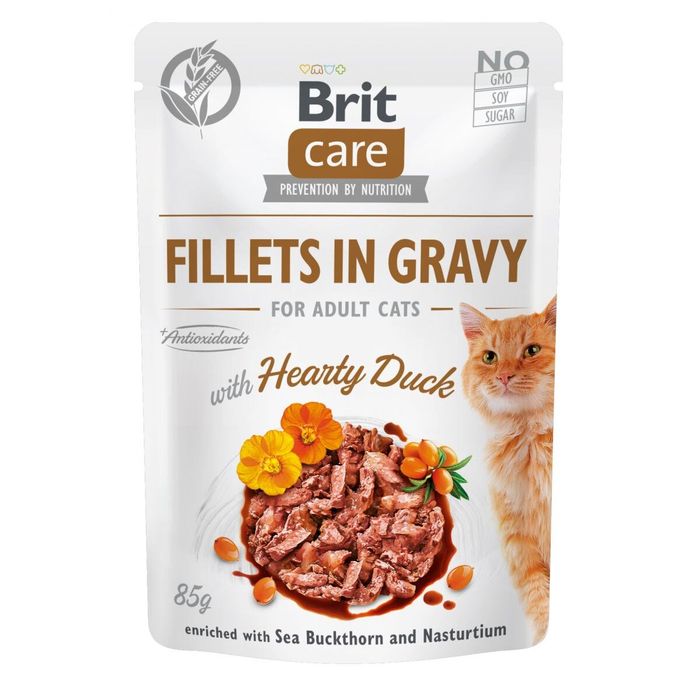 GRAIN-FREE
NO
GMO
SOY
SUGAR
Brit
care
PREVENTION BY NUTRITION
FILLETS IN GRAVY
FOR ADULT CATS
+Antioxidants
with Hearty Duck
85g
enriched with Sea Buckthorn and Nasturtium